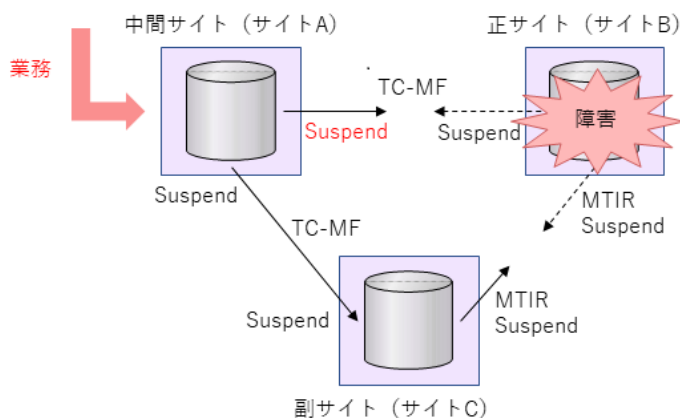 中間サイト（サイトA）
正サイト（サイトB）
業務
TC-MF
Suspend
Suspend
障害
Suspend
MTIR
Suspend
TC-MF
Suspend
MTIR
Suspend
副サイト（サイトC）